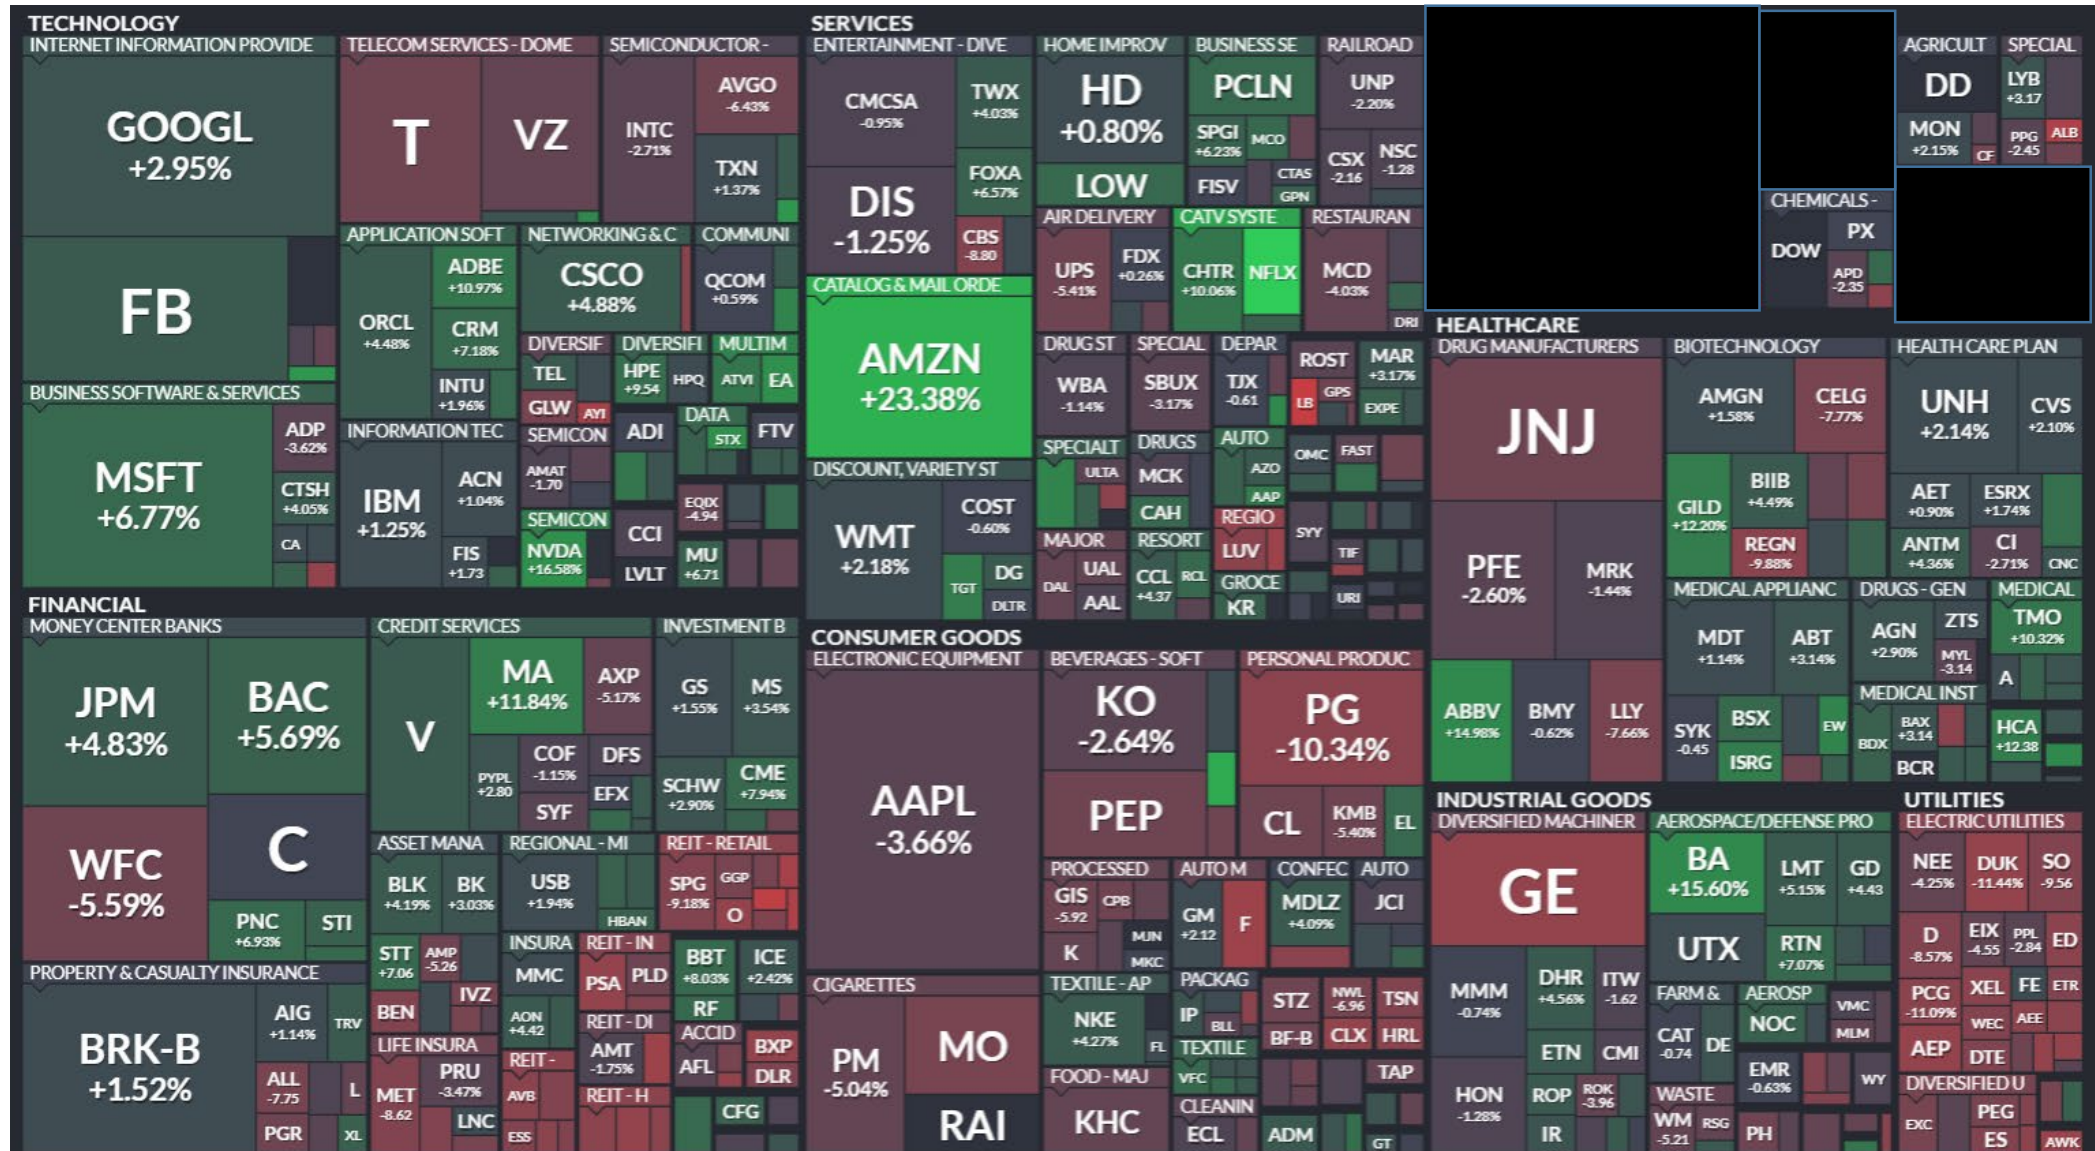 TECHNOLOGY
INTERNET INFORMATION PROVIDE
GOOGL
+2.95%
FB
TELECOM SERVICES - DOME
T
VZ
SEMICONDUCTOR -
INTC
-2.71%
AVGO
-6.43%
TXN
+1.37%
BUSINESS SOFTWARE & SERVICES
MSFT
+6.77%
ADP
-3.62%
CTSH
+4.05%
CA
APPLICATION SOFT
ORCL
+4.48%
ADBE
+10.97%
CRM
+7.18%
INTU
+1.96%
NETWORKING & C
CSCO
+4.88%
COMMUNI
QCOM
+0.59%
INFORMATION TEC
IBM
+1.25%
ACN
+1.04%
FIS
+1.73
DIVERSIF
TEL
GLW
AYI
DIVERSIFI
HPE
+9.54
HPQ
MULTIM
ATVI
EA
SEMICON
AMAT
-1.70
ADI
DATA
STX
FTV
SEMICON
NVDA
+16.58%
CCI
LVLT
EQIX
-4.94
MU
+6.71
FINANCIAL
MONEY CENTER BANKS
JPM
+4.83%
BAC
+5.69%
WFC
-5.59%
C
PNC
+6.93%
STI
CREDIT SERVICES
V
MA
+11.84%
AXP
-5.17%
PYPL
+2.80
COF
-1.15%
DFS
SYF
EFX
INVESTMENT B
GS
+1.55%
MS
+3.54%
SCHW
+2.90%
CME
+7.94%
PROPERTY & CASUALTY INSURANCE
BRK-B
+1.52%
AIG
+1.14%
TRV
ALL
-7.75
L
PGR
XL
ASSET MANA
BLK
+4.19%
BK
+3.03%
STT
+7.06
AMP
-5.26
IVZ
BEN
REGIONAL - MI
USB
+1.94%
HBAN
REIT - RETAIL
SPG
-9.18%
GGP
O
LIFE INSURA
MET
-8.62
PRU
-3.47%
LNC
INSURA
MMC
AON
+4.42
REIT - IN
PSA
PLD
BBT
+8.03%
ICE
+2.42%
RF
REIT - DI
AMT
-1.75%
ACCID
AFL
BXP
DLR
REIT -
AVB
ESS
REIT - H
CFG
SERVICES
ENTERTAINMENT - DIVE
CMCSA
-0.95%
TWX
+4.03%
DIS
-1.25%
FOXA
+6.57%
CBS
-8.80
HOME IMPROV
HD
+0.80%
LOW
BUSINESS SE
PCLN
SPGI
+6.23%
MCO
FISV
CTAS
GPN
RAILROAD
UNP
-2.20%
CSX
-2.16
NSC
-1.28
CATALOG & MAIL ORDE
AMZN
+23.38%
AIR DELIVERY
UPS
-5.41%
FDX
+0.26%
CATV SYSTE
CHTR
+10.06%
NFLX
RESTAURAN
MCD
-4.03%
DRI
DRUG ST
WBA
-1.14%
SPECIAL
SBUX
-3.17%
DEPAR
TJX
-0.61
ROST
MAR
+3.17%
LB
GPS
EXPE
DISCOUNT, VARIETY ST
WMT
+2.18%
COST
-0.60%
TGT
DG
DLTR
SPECIALT
ULTA
DRUGS
MCK
CAH
AUTO
AZO
AAP
OMC
FAST
MAJOR
DAL
UAL
AAL
RESORT
CCL
+4.37
RCL
REGIO
LUV
SYY
TIF
GROCE
KR
URI
CONSUMER GOODS
ELECTRONIC EQUIPMENT
AAPL
-3.66%
BEVERAGES - SOFT
KO
-2.64%
PEP
PERSONAL PRODUC
PG
-10.34%
CL
KMB
-5.40%
EL
CIGARETTES
PM
-5.04%
MO
RAI
PROCESSED
GIS
-5.92
CPB
K
MJN
MKC
AUTO M
GM
+2.12
F
CONFEC
MDLZ
+4.09%
AUTO
JCI
TEXTILE - AP
NKE
+4.27%
FL
PACKAG
IP
BLL
STZ
NWL
-6.96
TSN
BF-B
CLX
HRL
TEXTILE
VFC
TAP
FOOD - MAJ
KHC
CLEANIN
ECL
ADM
GT
AGRICULT
DD
MON
+2.15%
CF
SPECIAL
LYB
+3.17
PPG
-2.45
ALB
CHEMICALS -
DOW
PX
APD
-2.35
HEALTHCARE
DRUG MANUFACTURERS
JNJ
PFE
-2.60%
MRK
-1.44%
ABBV
+14.98%
BMY
-0.62%
LLY
-7.66%
BIOTECHNOLOGY
AMGN
+1.58%
CELG
-7.77%
GILD
+12.20%
BIIB
+4.49%
REGN
-9.88%
HEALTH CARE PLAN
UNH
+2.14%
CVS
+2.10%
AET
+0.90%
ESRX
+1.74%
ANTM
+4.36%
CI
-2.71%
CNC
MEDICAL APPLIANC
MDT
+1.14%
ABT
+3.14%
SYK
-0.45
BSX
EW
ISRG
DRUGS - GEN
AGN
+2.90%
ZTS
MYL
-3.14
MEDICAL
TMO
+10.32%
A
MEDICAL INST
BDX
BAX
+3.14
BCR
HCA
+12.38
INDUSTRIAL GOODS
DIVERSIFIED MACHINER
GE
MMM
-0.74%
DHR
+4.56%
ITW
-1.62
ETN
CMI
HON
-1.28%
ROP
ROK
-3.96
IR
AEROSPACE/DEFENSE PRO
BA
+15.60%
LMT
+5.15%
GD
+4.43
UTX
RTN
+7.07%
FARM &
CAT
-0.74
DE
AEROSP
NOC
VMC
MLM
EMR
-0.63%
WY
WASTE
WM
-5.21
RSG
PH
UTILITIES
ELECTRIC UTILITIES
NEE
-4.25%
DUK
-11.44%
SO
-9.56
D
-8.57%
EIX
-4.55
PPL
-2.84
ED
PCG
-11.09%
XEL
FE
ETR
WEC
AEE
AEP
DTE
DIVERSIFIED U
EXC
PEG
ES
AWK